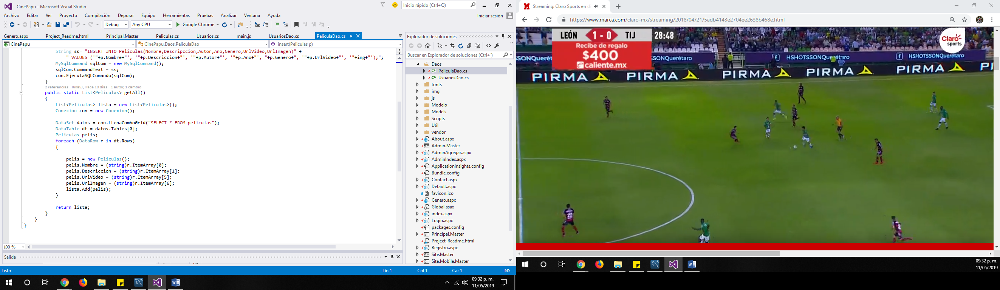 CinePapu - Microsoft Visual Studio
Inicio rápido (Ctrl+Q)
Archivo Editar Ver Proyecto Compilación Depurar Equipo Herramientas Pruebas Analizar Ventana Ayuda
Iniciar sesión
Debug Any CPU Google Chrome
Genero.aspx Project_Readme.html Principal.Master Peliculas.cs Usuarios.cs main.js UsuariosDao.cs PeliculaDao.cs
CinePapu CinePapu.Daos.PeliculaDao insert(Peliculas p)
String ss= "INSERT INTO Peliculas(Nombre,Descripccion,Autor,Ano,Genero,UrlVideo,UrlImagen)" +
" VALUES ('"+p.Nombre+"', '"+p.Descriccion+"', '"+p.Autor+"', '"+p.Ano+"', "+p.Genero+", '"+p.UrlVideo+"', '"+img+"');";
MySqlCommand sqlCom = new MySqlCommand();
sqlCom.CommandText = ss;
con.EjecutaSQLComando(sqlCom);
}
2 referencias | RikaSJ, Hace 10 días | 1 autor, 1 cambio
public static List<Peliculas> getAll()
{
List<Peliculas> lista = new List<Peliculas>();
Conexion con = new Conexion();
DataSet datos = con.LLenaComboGrid("SELECT * FROM peliculas");
DataTable dt = datos.Tables[0];
Peliculas pelis;
foreach (DataRow r in dt.Rows)
{
pelis = new Peliculas();
pelis.Nombre = (string)r.ItemArray[0];
pelis.Descriccion = (string)r.ItemArray[1];
pelis.UrlVideo = (string)r.ItemArray[5];
pelis.UrlImagen = (string)r.ItemArray[6];
lista.Add(pelis);
}
return lista;
}
}
}
100 %
Salida
Listo Lín 1 Col 1 Car 1 INS
Explorador de soluciones
Buscar en Explorador de soluciones (Ctrl+´)
Daos
PeliculaDao.cs
UsuariosDao.cs
fonts
img
js
Modelo
Models
Scripts
Util
vendor
About.aspx
Admin.Master
AdminAgregar.aspx
AdminIndex.aspx
ApplicationInsights.config
Bundle.config
Contact.aspx
Default.aspx
favicon.ico
Genero.aspx
Global.asax
index.aspx
Login.aspx
packages.config
Principal.Master
Project_Readme.html
Registro.aspx
Site.Master
Site.Mobile.Master
09:32 p. m.
11/05/2019
Streaming: Claro Sports en d
https://www.marca.com/claro-mx/streaming/2018/04/21/5adb4143e2704ee2638b468e.html
LEÓN 1 - 0 TIJ 28:48
Recibe de regalo
$400
caliente.mx
Claro-
sports
SSONQuerétaro HSHOTSSONQuerétaro HSHOTSSONQuerétaro
PIRMA PIRMA PIRMA PIRMA PIRMA PI
09:32 p. m.
11/05/2019